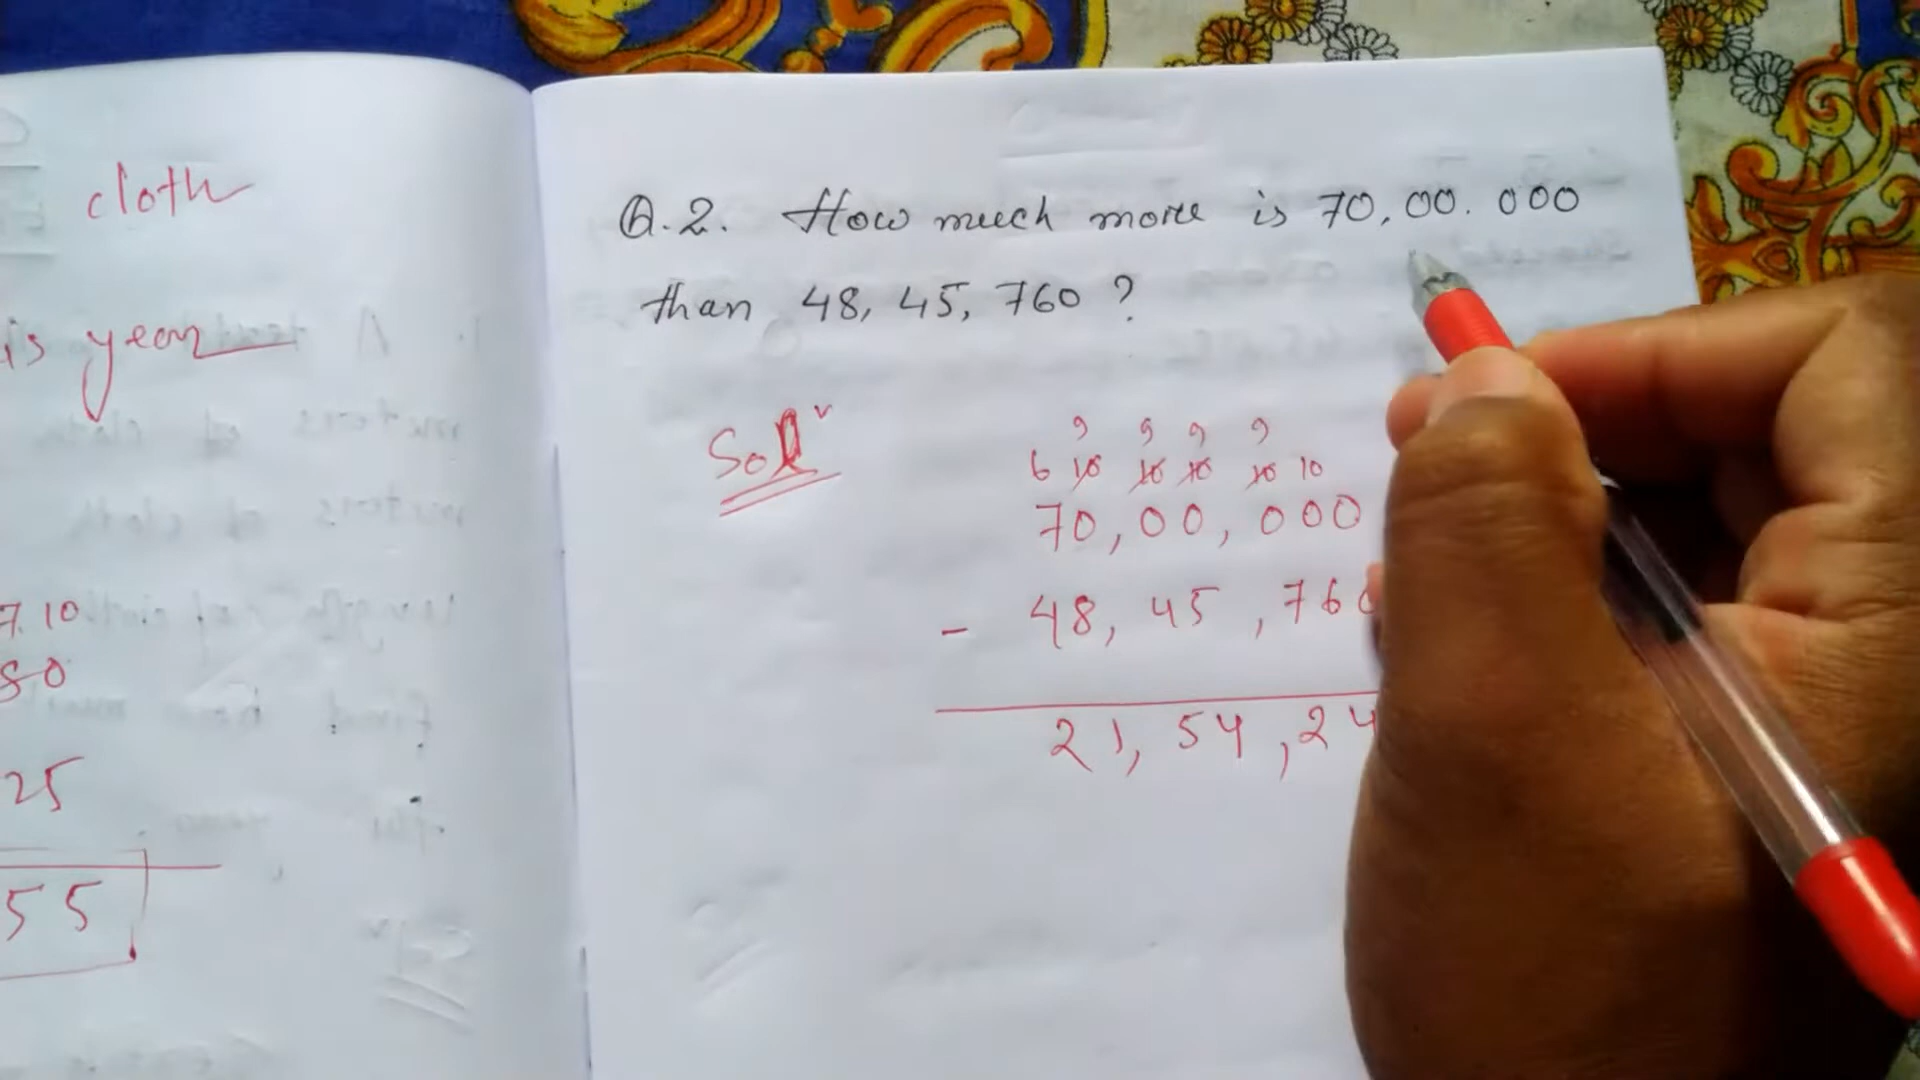 cloth
is year
7 10
80
25
55
Q.2. How much more is 70,00.000
than 48, 45, 760 ?
Solⁿ
9 9 9 9
6 10 10 10 10 10
70,00,000
- 48, 45 ,760
21, 54 ,24